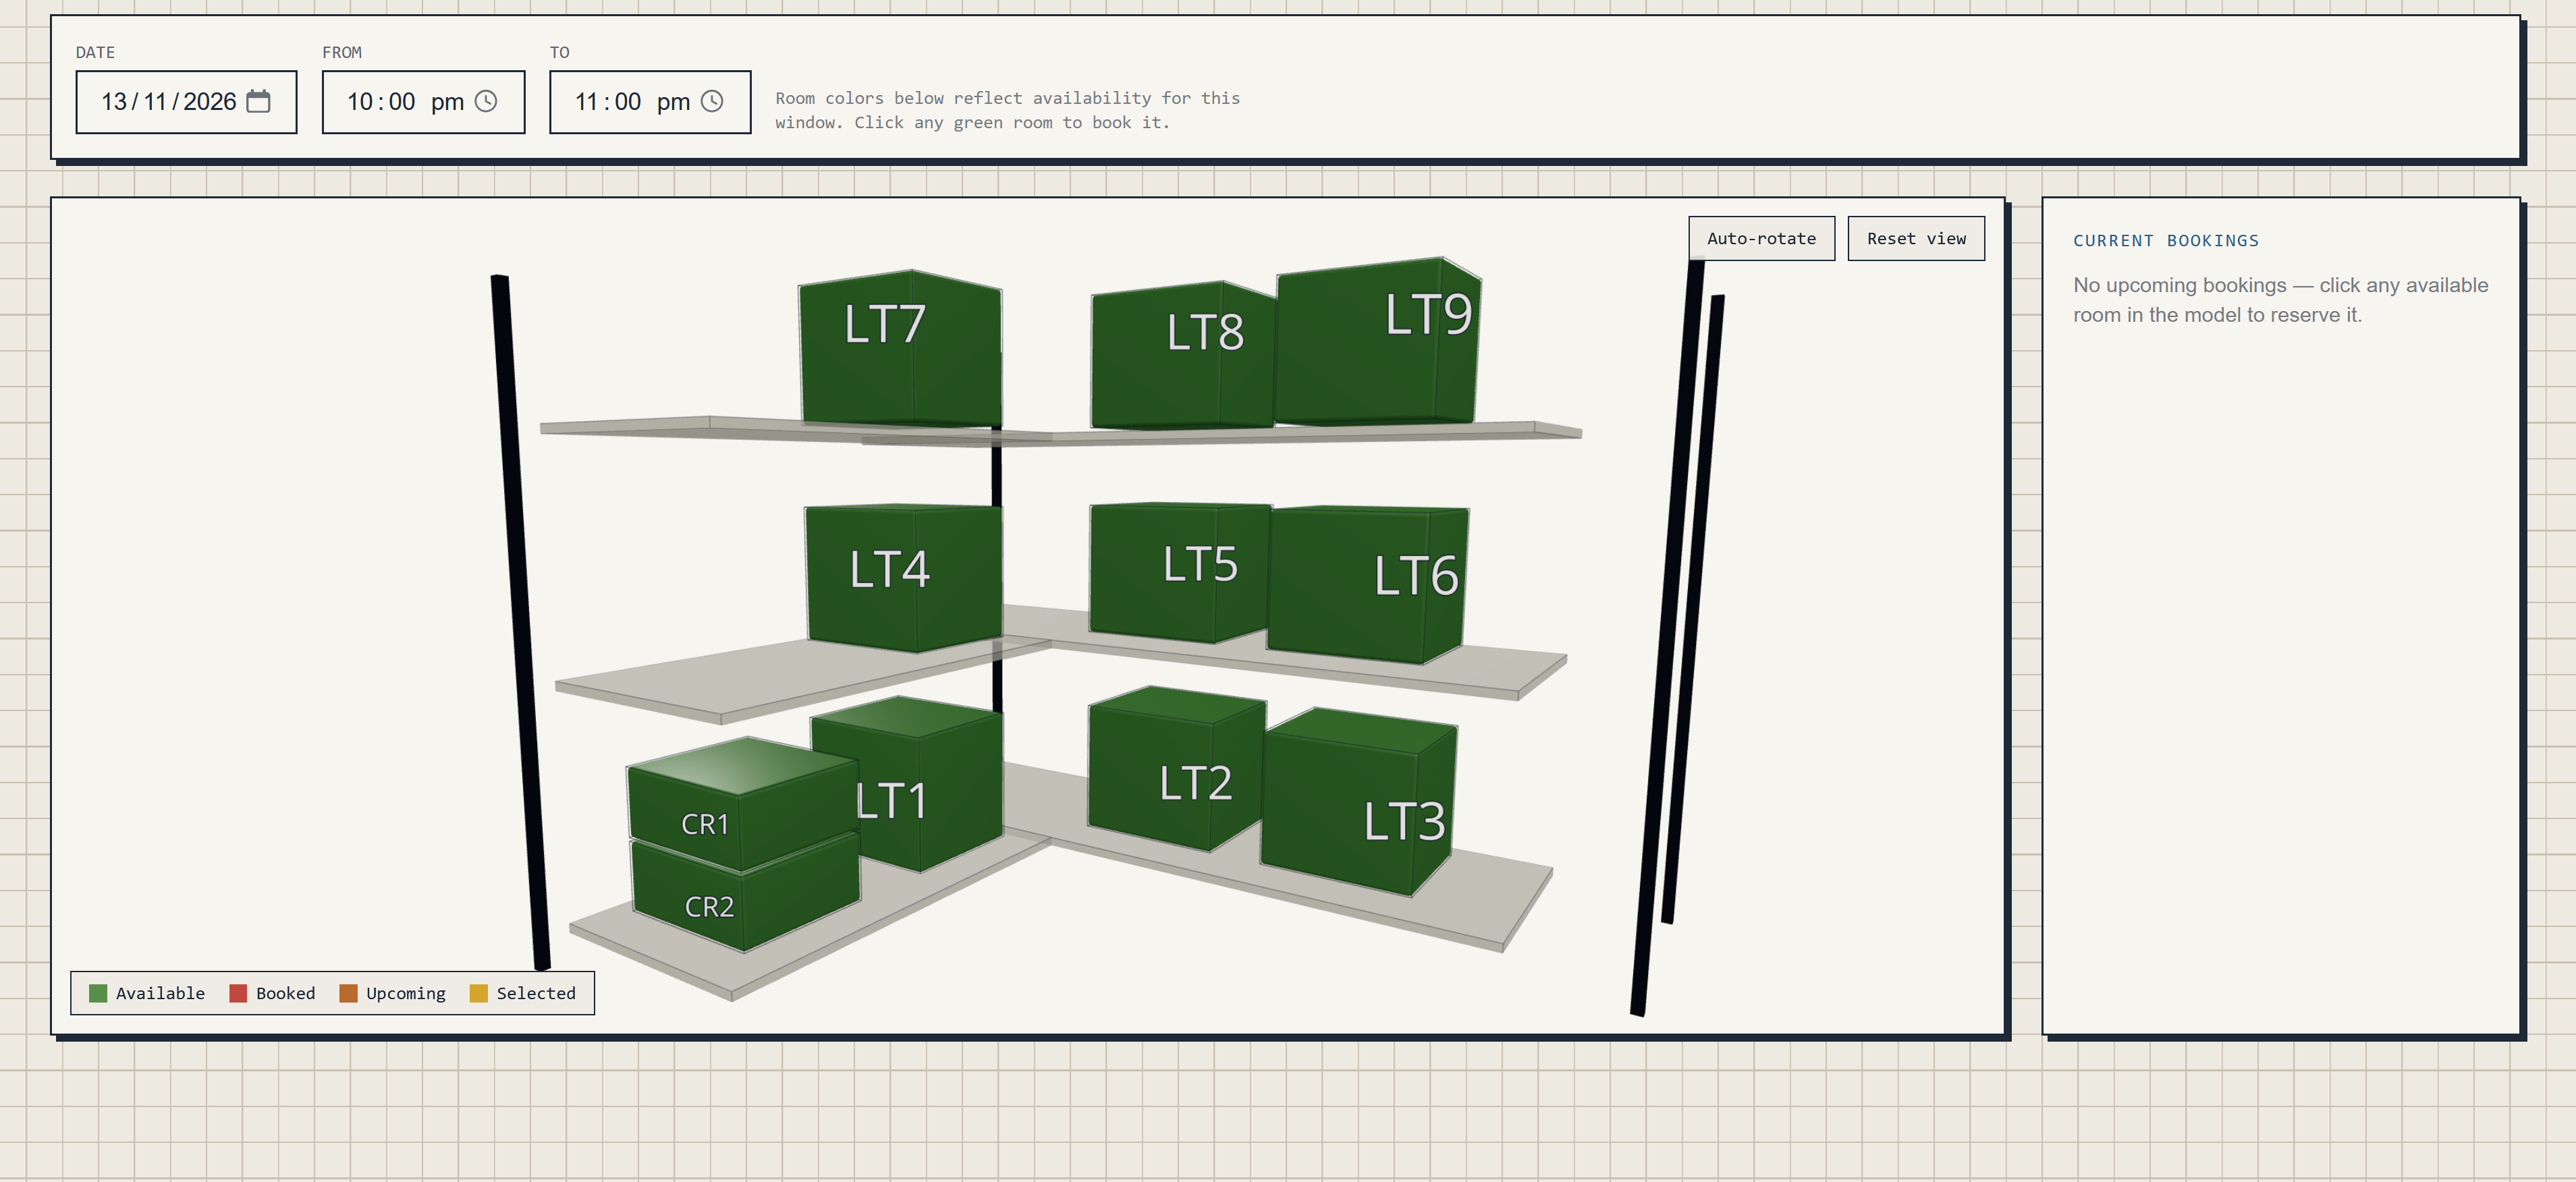 DATE
FROM
TO
13/11/2026
10:00 pm
11:00 pm
Room colors below reflect availability for this
window. Click any green room to book it.
Auto-rotate
Reset view
LT7
LT8
LT9
LT4
LT5
LT6
LT1
LT2
LT3
CR1
CR2
Available
Booked
Upcoming
Selected
CURRENT BOOKINGS
No upcoming bookings — click any available
room in the model to reserve it.